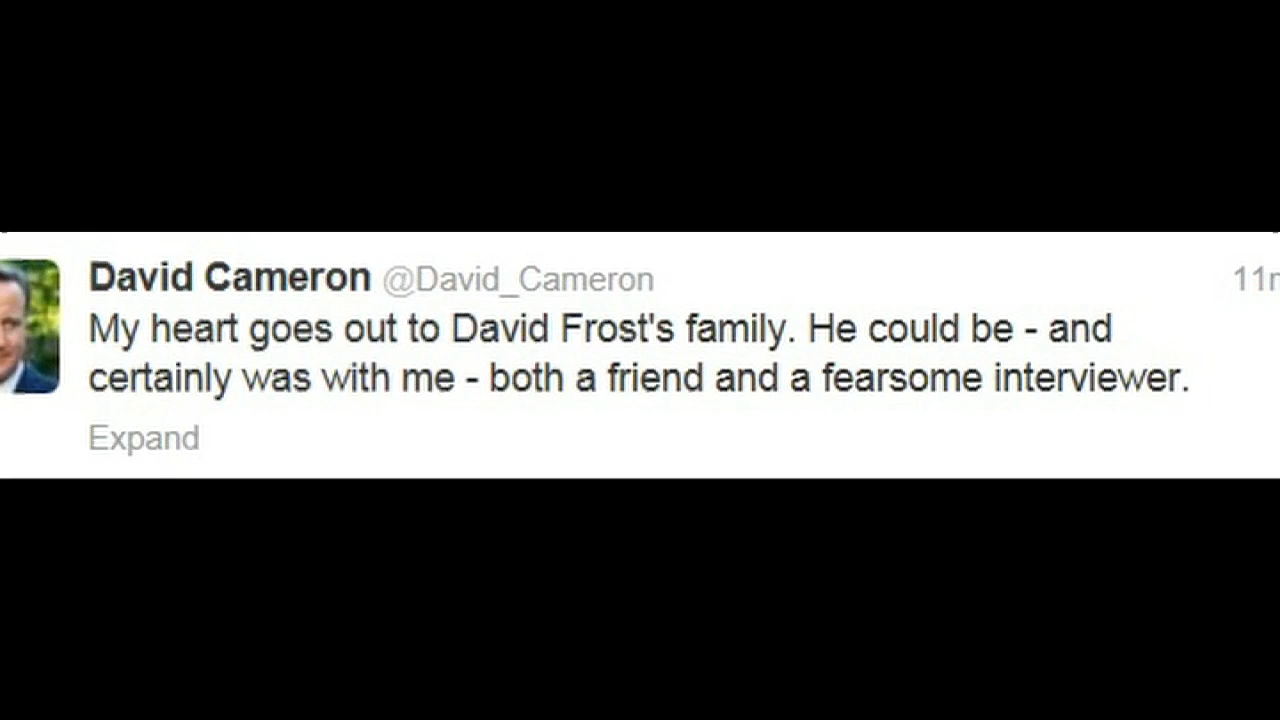 David Cameron @David_Cameron 11m
My heart goes out to David Frost's family. He could be - and
certainly was with me - both a friend and a fearsome interviewer.
Expand